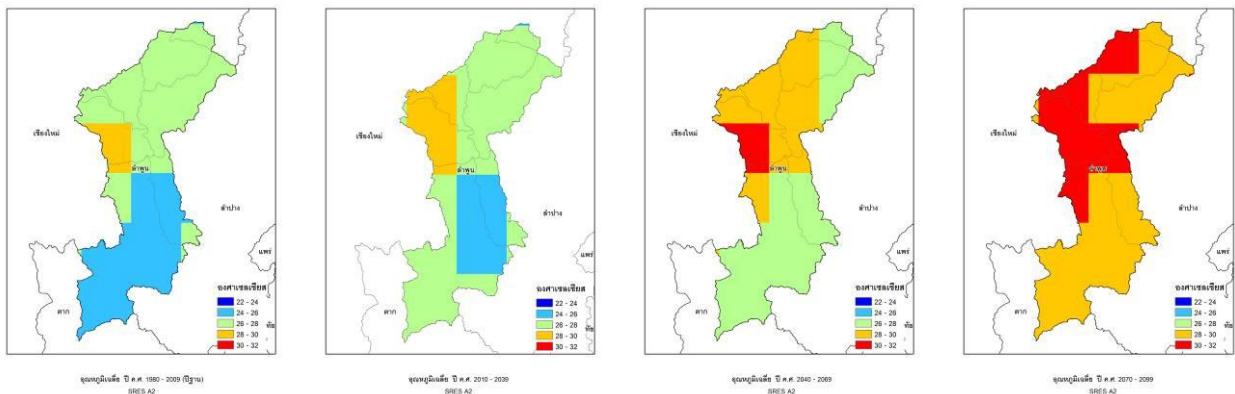 เชียงใหม่
ลำพูน
ลำปาง
แพร่
ตาก
องศาเซลเซียส
22 - 24
24 - 26
26 - 28
28 - 30
30 - 32
อุณหภูมิเฉลี่ย ปี ค.ศ. 1980 - 2009 (ปีฐาน)
SRES A2
เชียงใหม่
ลำพูน
ลำปาง
แพร่
ตาก
องศาเซลเซียส
22 - 24
24 - 26
26 - 28
28 - 30
30 - 32
อุณหภูมิเฉลี่ย ปี ค.ศ. 2010 - 2039
SRES A2
เชียงใหม่
ลำพูน
ลำปาง
แพร่
ตาก
องศาเซลเซียส
22 - 24
24 - 26
26 - 28
28 - 30
30 - 32
อุณหภูมิเฉลี่ย ปี ค.ศ. 2040 - 2069
SRES A2
เชียงใหม่
ลำพูน
ลำปาง
แพร่
ตาก
องศาเซลเซียส
22 - 24
24 - 26
26 - 28
28 - 30
30 - 32
อุณหภูมิเฉลี่ย ปี ค.ศ. 2070 - 2099
SRES A2